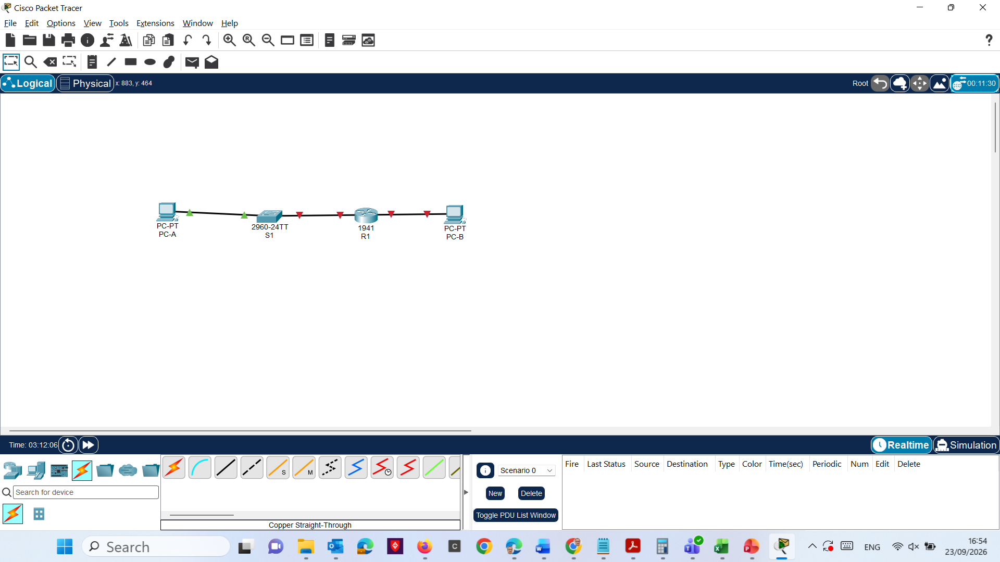 Cisco Packet Tracer
File Edit Options View Tools Extensions Window Help
Logical Physical x: 883, y: 464 Root 00:11:30
PC-PT
PC-A
2960-24TT
S1
1941
R1
PC-PT
PC-B
Time: 03:12:06 Realtime Simulation
S M
Search for device
Copper Straight-Through
Scenario 0
New Delete
Toggle PDU List Window
Fire Last Status Source Destination Type Color Time(sec) Periodic Num Edit Delete
Search
ENG
16:54
23/09/2026